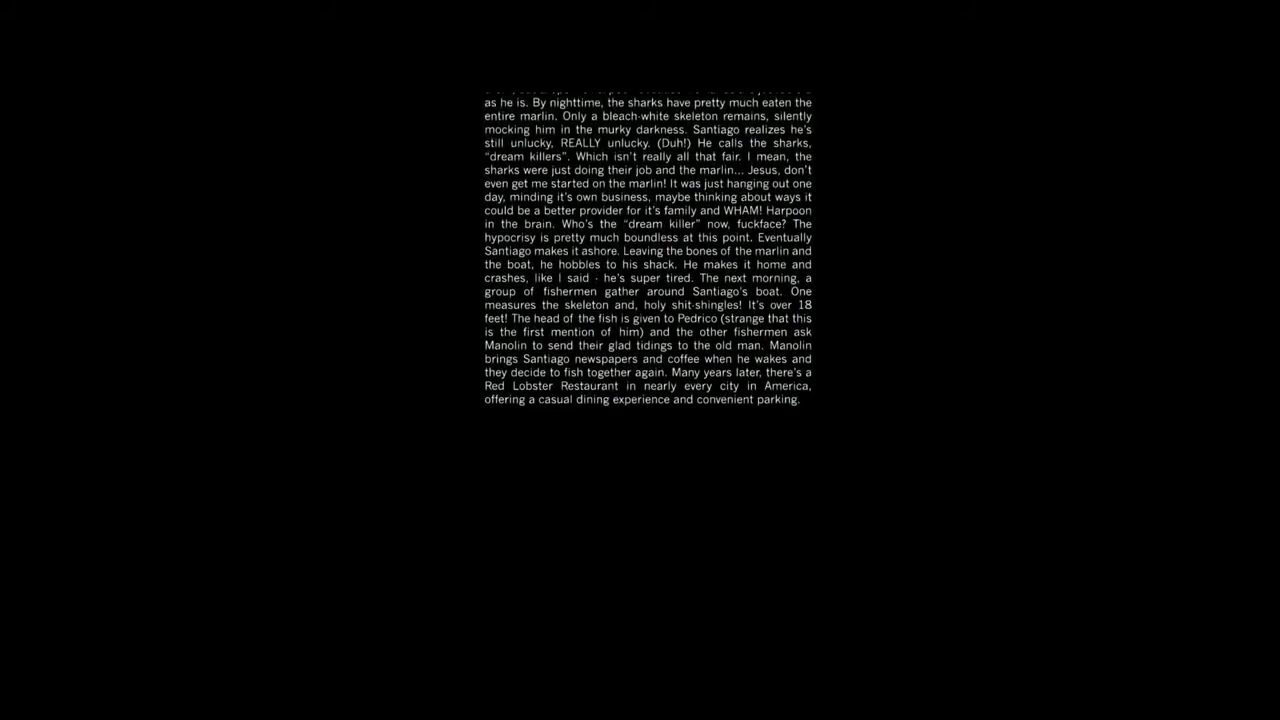 as he is. By nighttime, the sharks have pretty much eaten the
entire marlin. Only a bleach-white skeleton remains, silently
mocking him in the murky darkness. Santiago realizes he's
still unlucky, REALLY unlucky. (Duh!) He calls the sharks,
“dream killers”. Which isn't really all that fair. I mean, the
sharks were just doing their job and the marlin... Jesus, don't
even get me started on the marlin! It was just hanging out one
day, minding it's own business, maybe thinking about ways it
could be a better provider for it's family and WHAM! Harpoon
in the brain. Who's the “dream killer” now, fuckface? The
hypocrisy is pretty much boundless at this point. Eventually
Santiago makes it ashore. Leaving the bones of the marlin and
the boat, he hobbles to his shack. He makes it home and
crashes, like I said - he's super tired. The next morning, a
group of fishermen gather around Santiago's boat. One
measures the skeleton and, holy shit-shingles! It's over 18
feet! The head of the fish is given to Pedrico (strange that this
is the first mention of him) and the other fishermen ask
Manolin to send their glad tidings to the old man. Manolin
brings Santiago newspapers and coffee when he wakes and
they decide to fish together again. Many years later, there's a
Red Lobster Restaurant in nearly every city in America,
offering a casual dining experience and convenient parking.